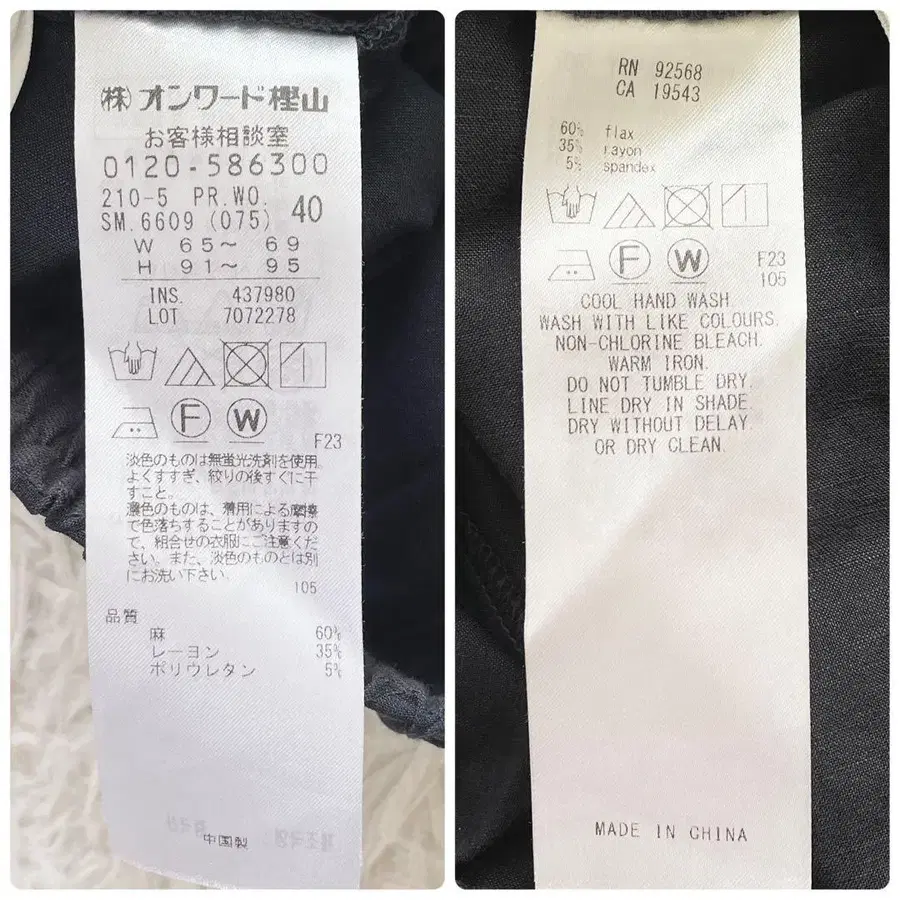 ㈱ オンワード樫山
お客様相談室
0120-586300
210-5 PR.WO.
SM.6609 (075) 40
W 65～ 69
H 91～ 95
INS. 437980
LOT 7072278
F W
F23
淡色のものは無蛍光洗剤を使用
よくすすぎ、絞りの後すぐに干
すこと。
濃色のものは、着用による摩擦
で色落ちすることがありますの
で、組合せの衣服にご注意くだ
さい。また、淡色のものとは別
にお洗い下さい。
105
品質
麻 60%
レーヨン 35%
ポリウレタン 5%
中国製
RN 92568
CA 19543
60% flax
35% rayon
5% spandex
F W
F23
105
COOL HAND WASH.
WASH WITH LIKE COLOURS.
NON-CHLORINE BLEACH.
WARM IRON.
DO NOT TUMBLE DRY.
LINE DRY IN SHADE.
DRY WITHOUT DELAY.
OR DRY CLEAN.
MADE IN CHINA